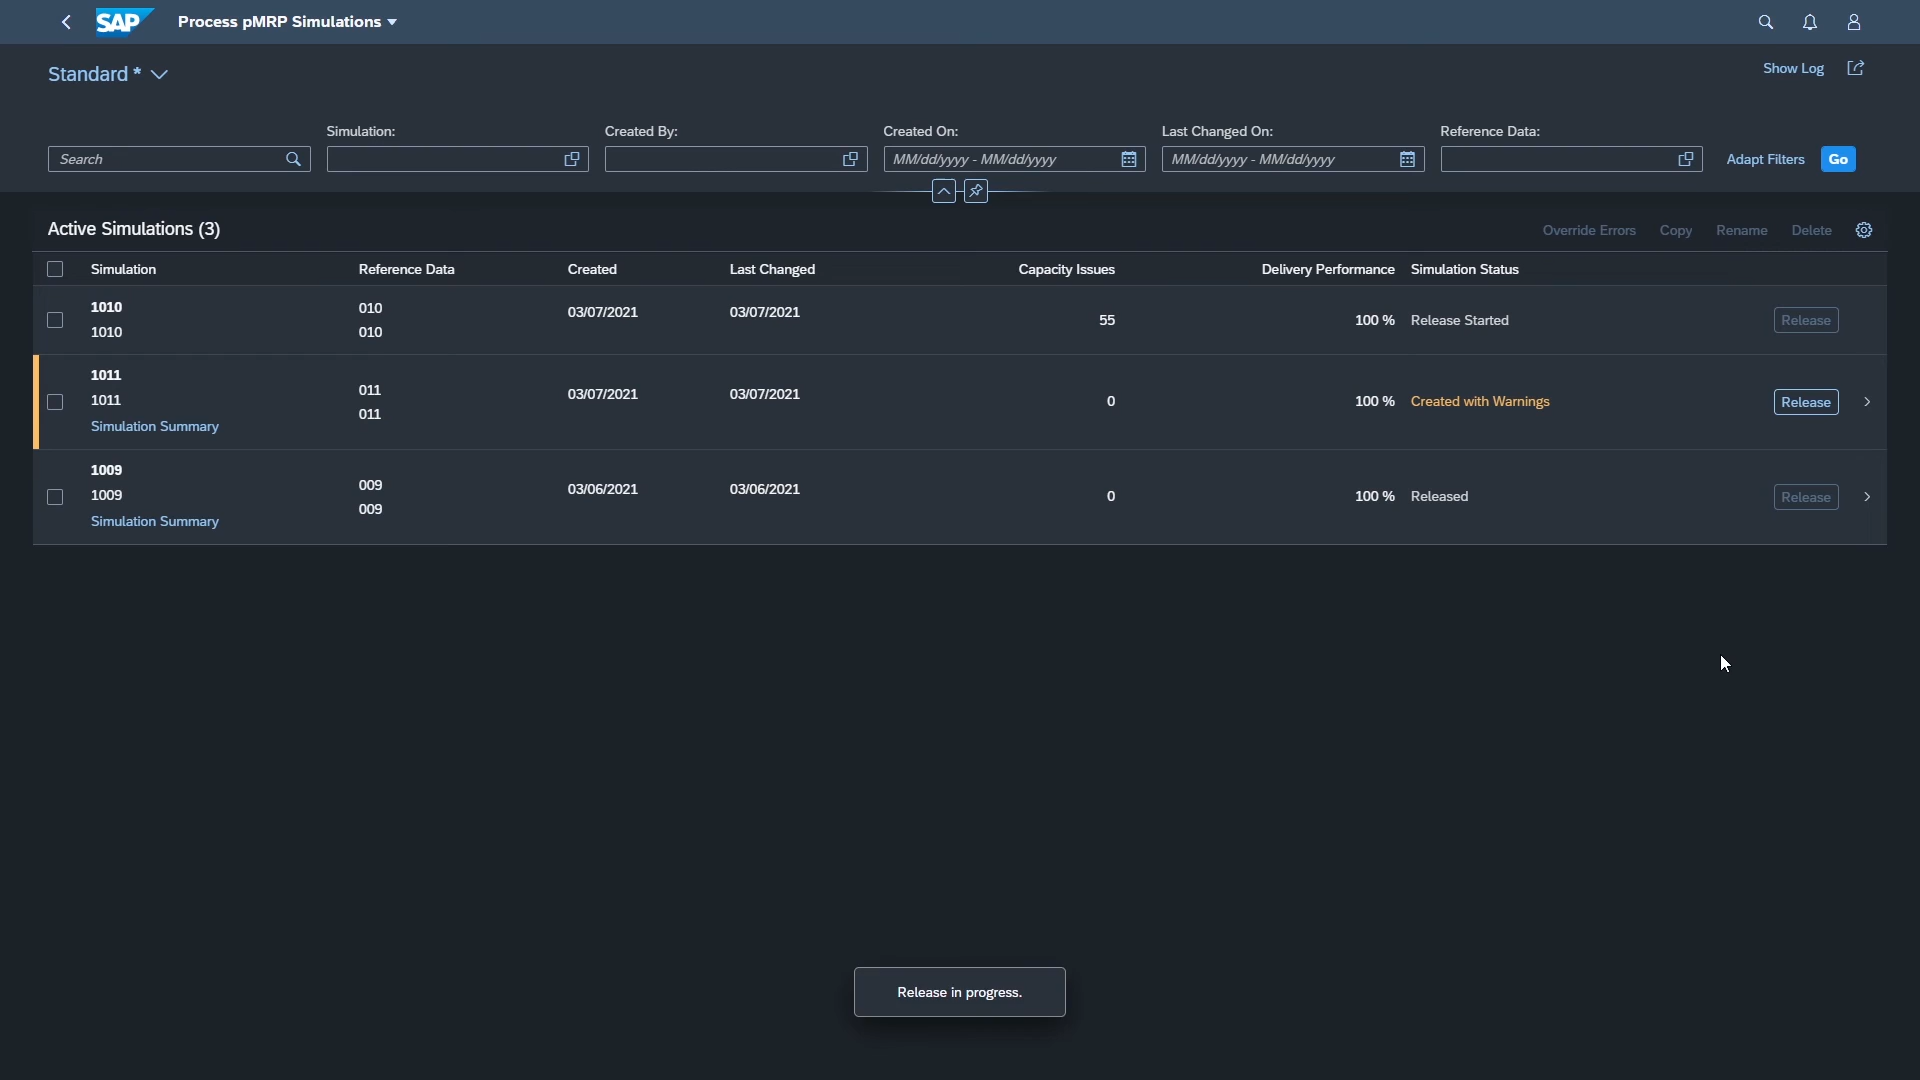 SAP Process pMRP Simulations
Standard *
Show Log
Simulation: Created By: Created On: Last Changed On: Reference Data:
Search MM/dd/yyyy - MM/dd/yyyy MM/dd/yyyy - MM/dd/yyyy Adapt Filters Go
Active Simulations (3) Override Errors Copy Rename Delete
Simulation Reference Data Created Last Changed Capacity Issues Delivery Performance Simulation Status
1010 010 03/07/2021 03/07/2021 55 100 % Release Started Release
1010 010
1011 011 03/07/2021 03/07/2021 0 100 % Created with Warnings Release
1011 011
Simulation Summary
1009 009 03/06/2021 03/06/2021 0 100 % Released Release
1009 009
Simulation Summary
Release in progress.